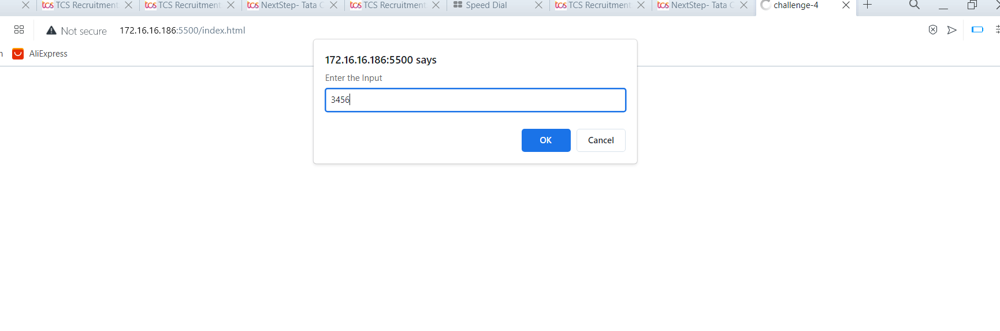 tcs TCS Recruitment tcs TCS Recruitment tcs NextStep- Tata C tcs TCS Recruitment Speed Dial tcs TCS Recruitment tcs NextStep- Tata C challenge-4
Not secure 172.16.16.186:5500/index.html
n AliExpress
172.16.16.186:5500 says
Enter the Input
3456
OK Cancel